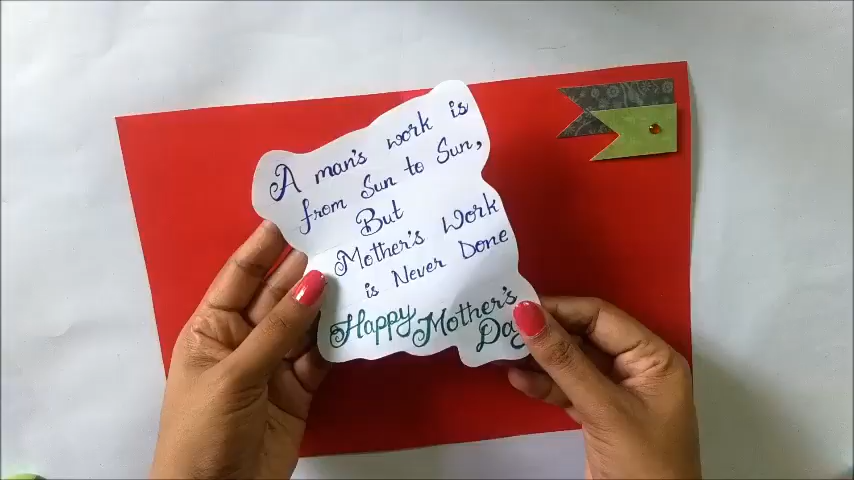 A man's work is
from Sun to Sun,
But
Mother's Work
is Never Done
Happy Mother's
Day